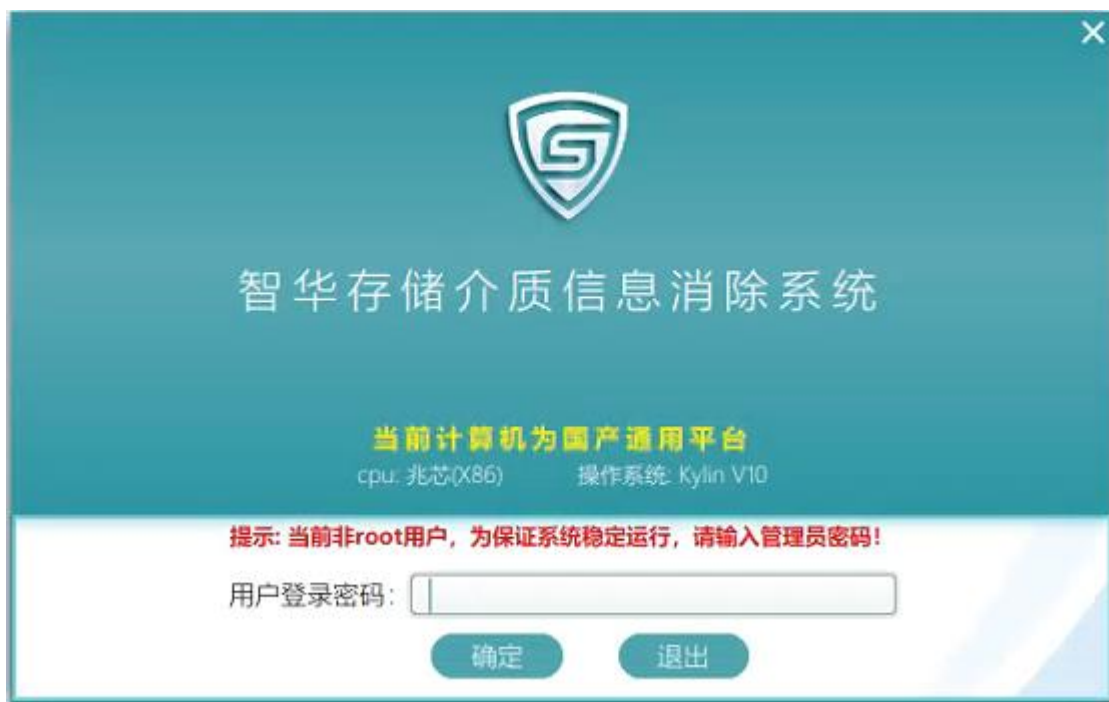 智华存储介质信息消除系统
当前计算机为国产通用平台
cpu: 兆芯(X86) 操作系统: Kylin V10
提示: 当前非root用户，为保证系统稳定运行，请输入管理员密码!
用户登录密码:
确定 退出